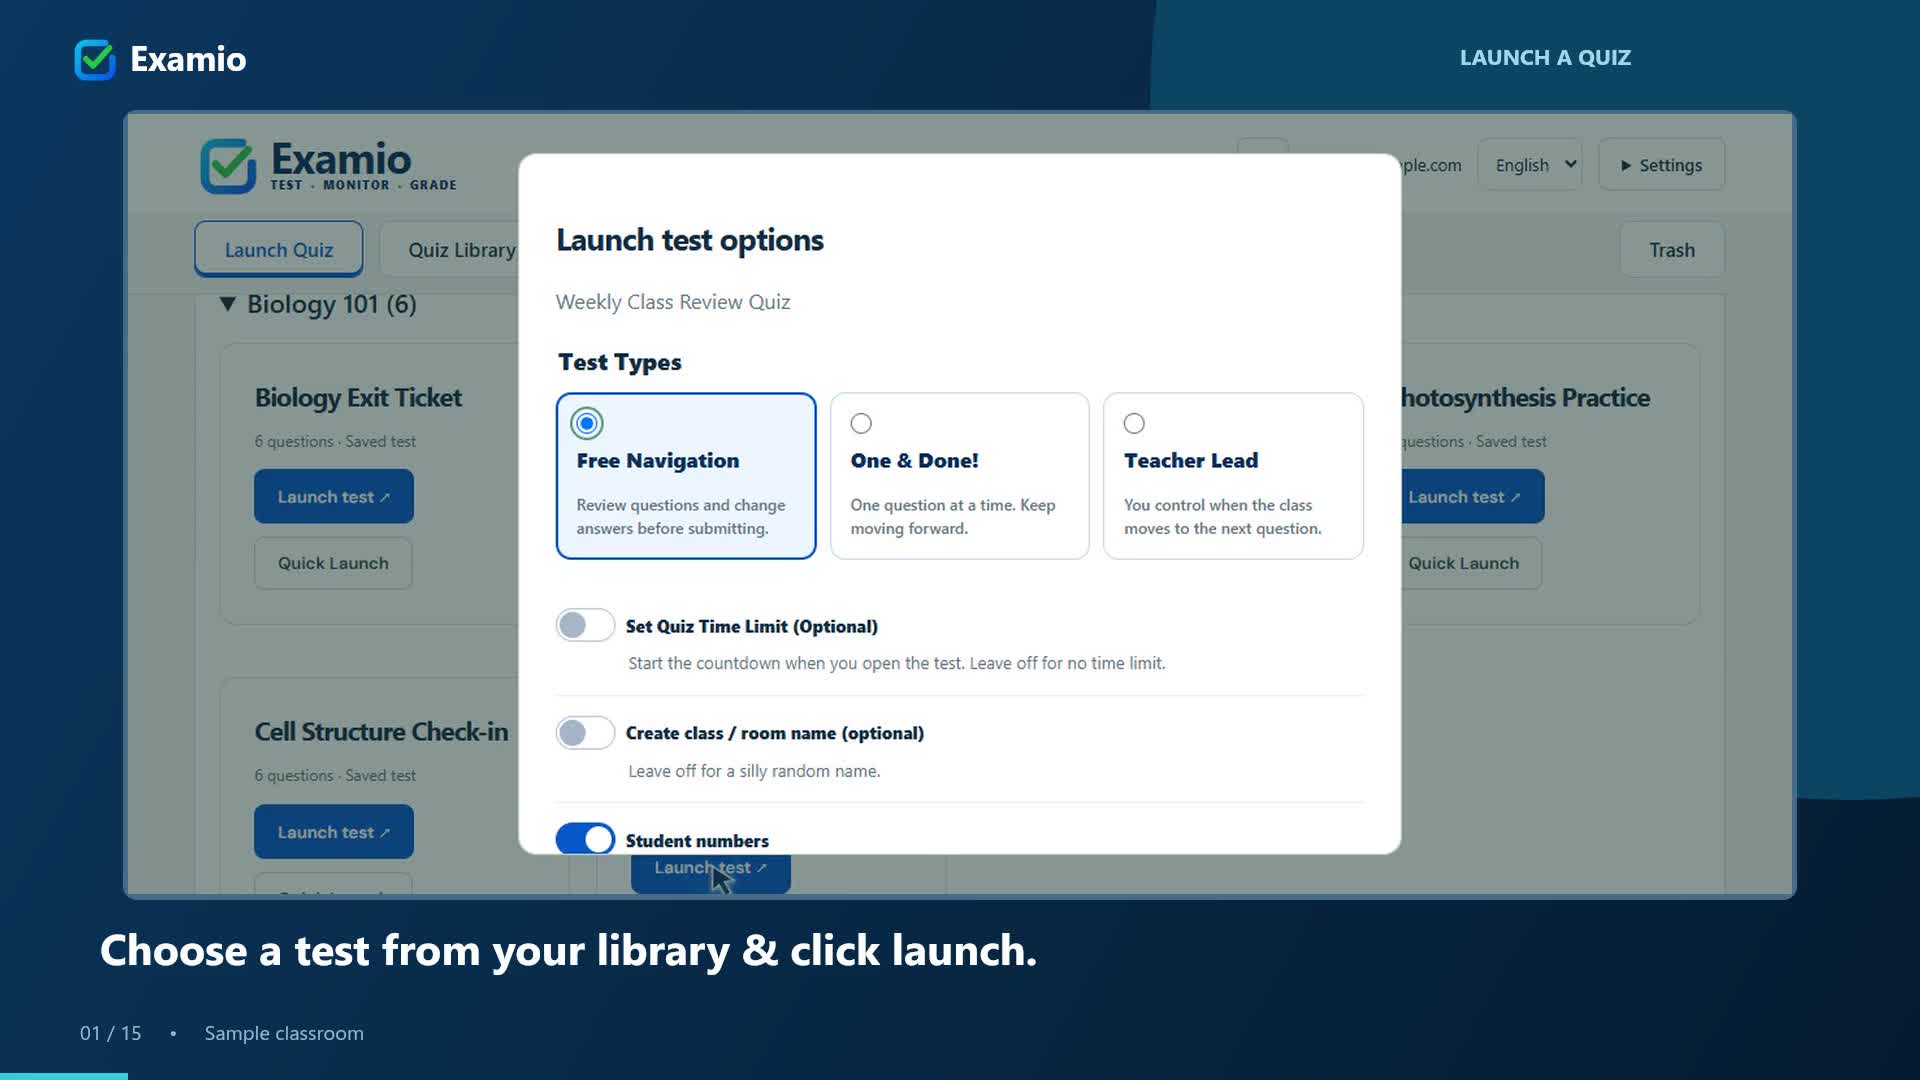 Examio
LAUNCH A QUIZ
Examio
TEST · MONITOR · GRADE
ple.com
English
Settings
Launch Quiz
Quiz Library
Trash
Biology 101 (6)
Biology Exit Ticket
6 questions · Saved test
Launch test ↗
Quick Launch
Cell Structure Check-in
6 questions · Saved test
Launch test ↗
Launch test options
Weekly Class Review Quiz
Test Types
Free Navigation
Review questions and change
answers before submitting.
One & Done!
One question at a time. Keep
moving forward.
Teacher Lead
You control when the class
moves to the next question.
Set Quiz Time Limit (Optional)
Start the countdown when you open the test. Leave off for no time limit.
Create class / room name (optional)
Leave off for a silly random name.
Student numbers
Launch test ↗
hotosynthesis Practice
questions · Saved test
Launch test ↗
Quick Launch
Choose a test from your library & click launch.
01 / 15 • Sample classroom